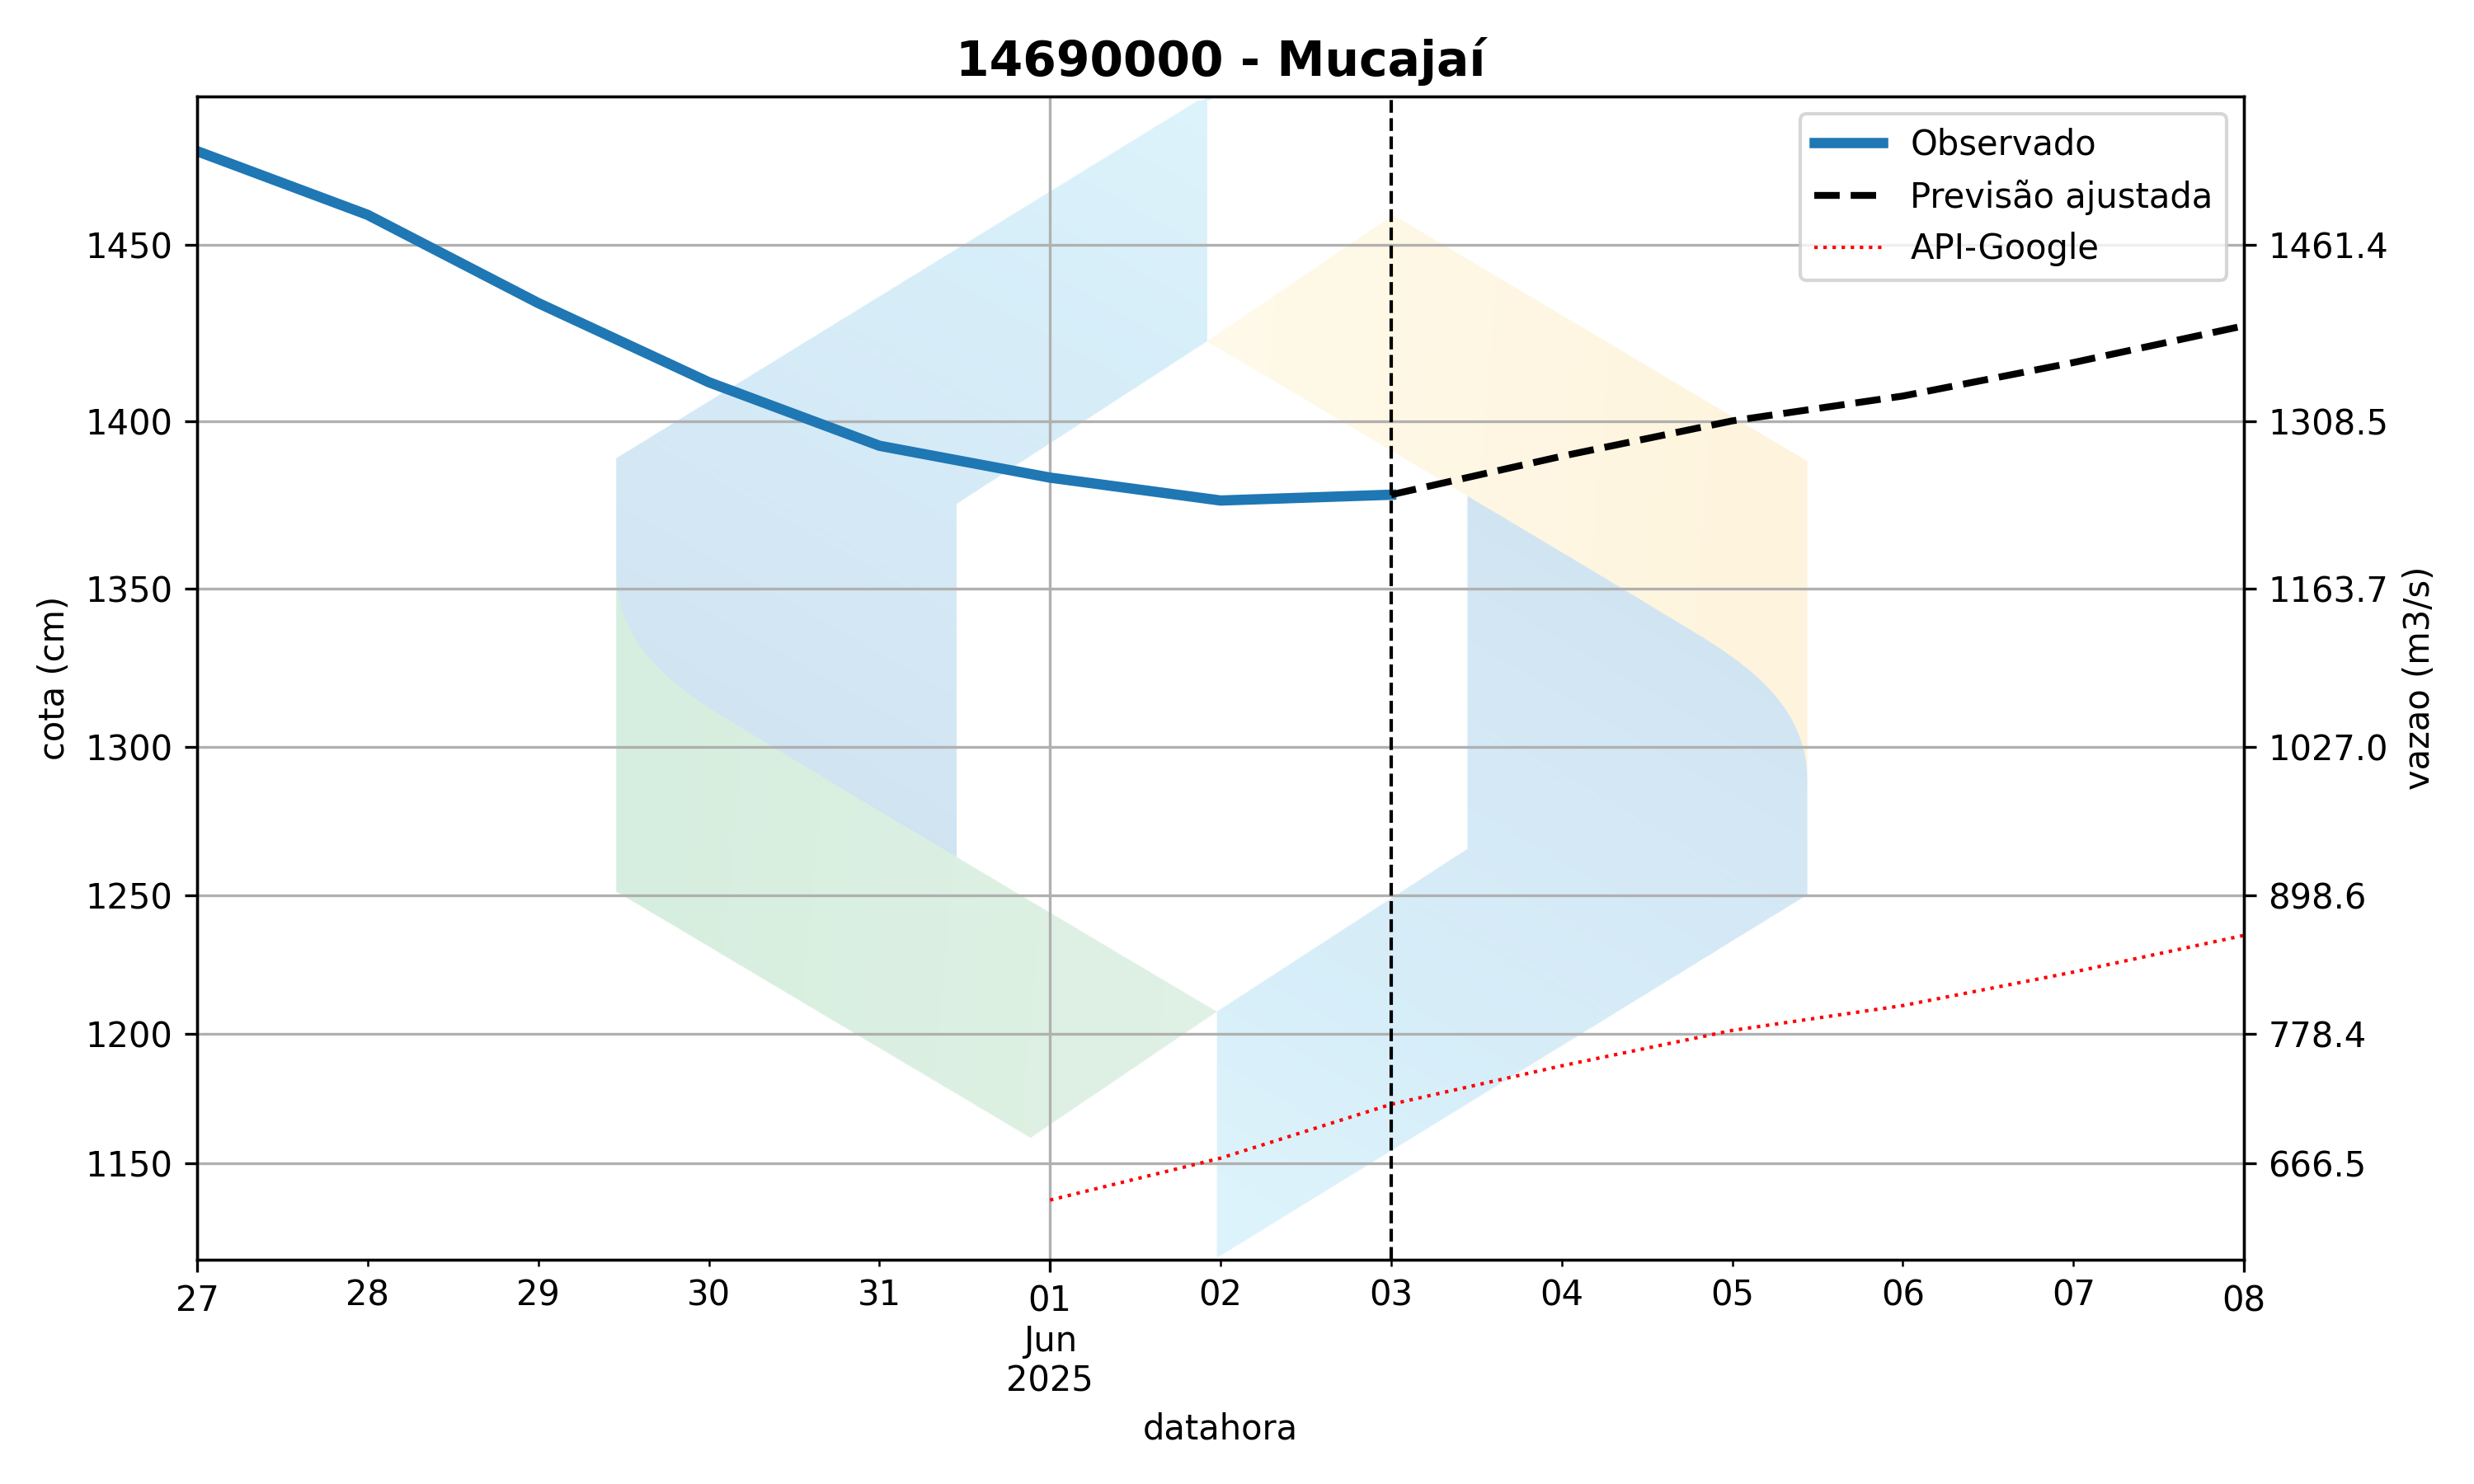 14690000 - Mucajaí
Observado
Previsão ajustada
API-Google
cota (cm)
1450
1400
1350
1300
1250
1200
1150
1461.4
1308.5
1163.7
1027.0
898.6
778.4
666.5
vazao (m3/s)
27 28 29 30 31 01 02 03 04 05 06 07 08
Jun
2025
datahora